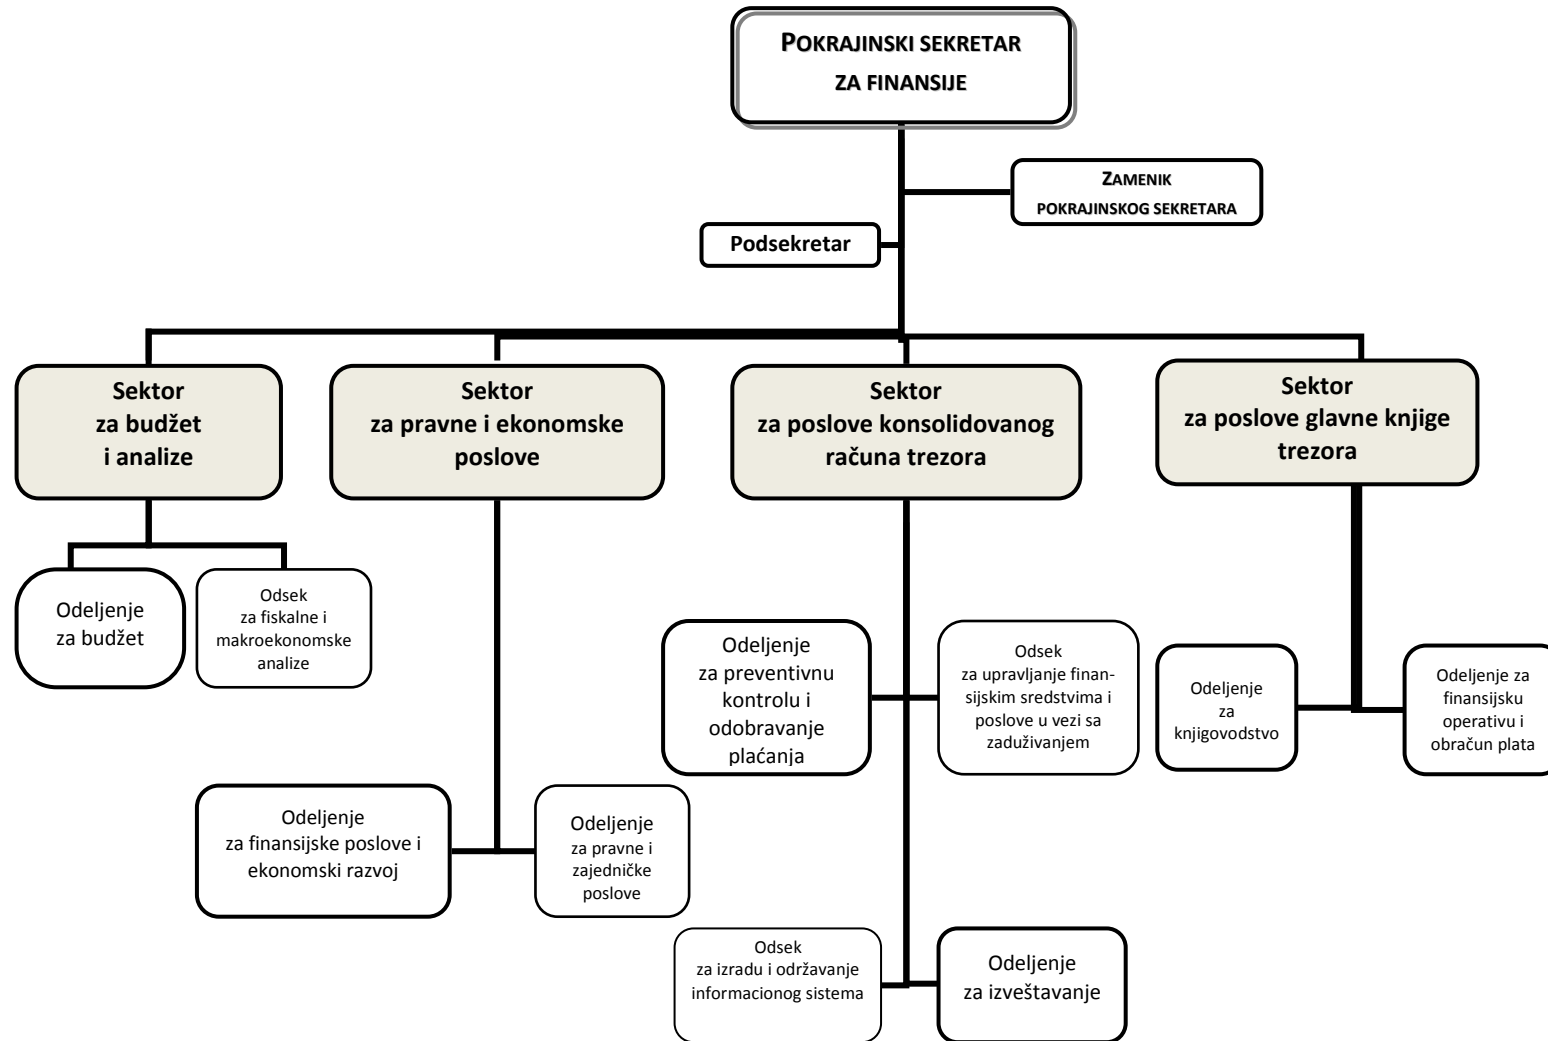 POKRAJINSKI SEKRETAR
ZA FINANSIJE
ZAMENIK
POKRAJINSKOG SEKRETARA
Podsekretar
Sektor
za budžet
i analize
Sektor
za pravne i ekonomske
poslove
Sektor
za poslove konsolidovanog
računa trezora
Sektor
za poslove glavne knjige
trezora
Odeljenje
za budžet
Odsek
za fiskalne i
makroekonomske
analize
Odeljenje
za preventivnu
kontrolu i
odobravanje
plaćanja
Odsek
za upravljanje finan-
sijskim sredstvima i
poslove u vezi sa
zaduživanjem
Odeljenje
za
knjigovodstvo
Odeljenje za
finansijsku
operativu i
obračun plata
Odeljenje
za finansijske poslove i
ekonomski razvoj
Odeljenje
za pravne i
zajedničke
poslove
Odsek
za izradu i održavanje
informacionog sistema
Odeljenje
za izveštavanje